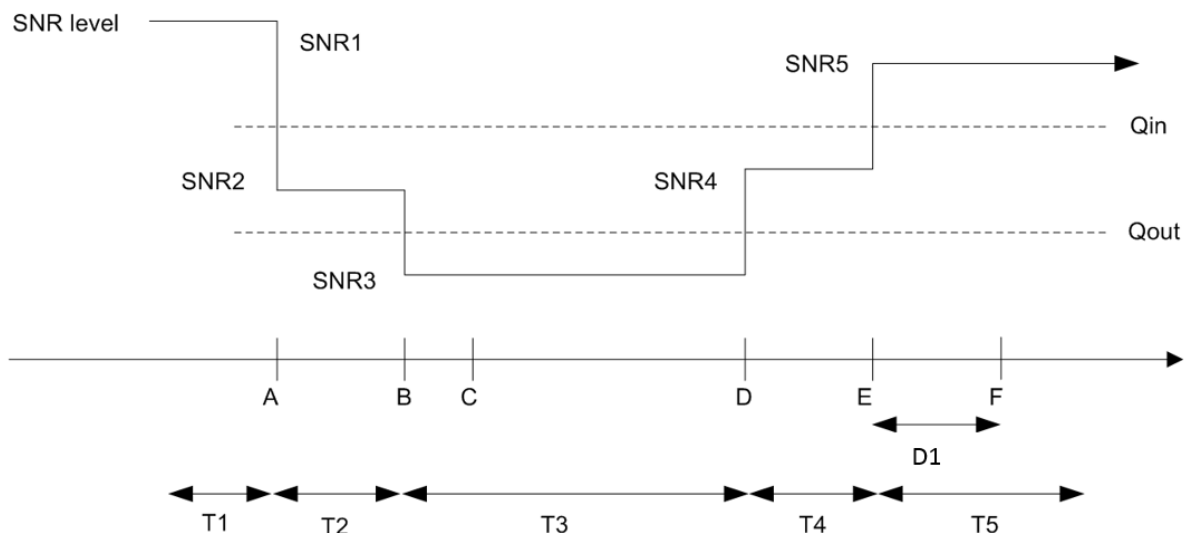 SNR level
SNR1
SNR5
Qin
SNR2
SNR4
Qout
SNR3
A B C D E F
D1
T1 T2 T3 T4 T5